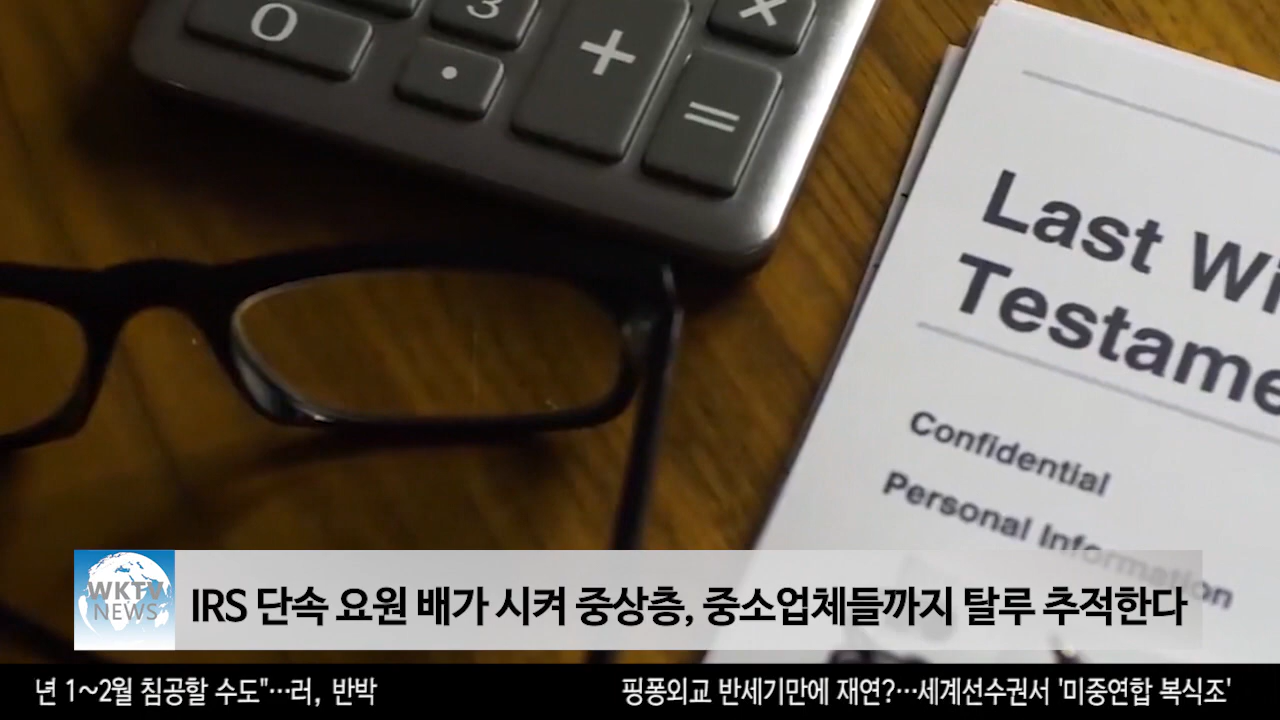 0
3
.
+
×
=
Last Wi
Testame
Confidential
Personal Information
WKTV
NEWS
IRS 단속 요원 배가 시켜 중상층, 중소업체들까지 탈루 추적한다
년 1~2월 침공할 수도"…러, 반박
핑퐁외교 반세기만에 재연?…세계선수권서 '미중연합 복식조'